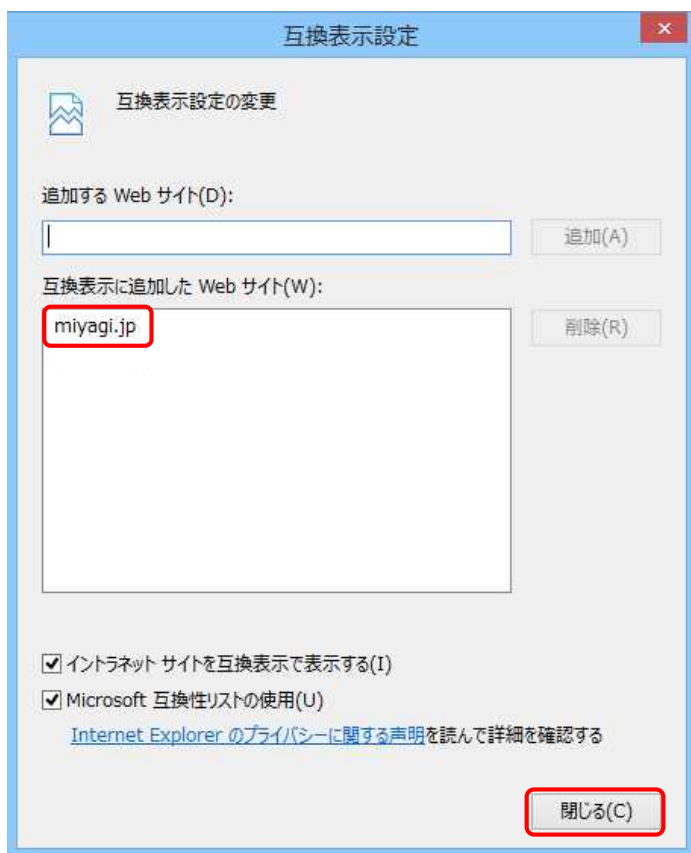 互換表示設定
互換表示設定の変更
追加する Web サイト(D):
追加(A)
互換表示に追加した Web サイト(W):
miyagi.jp
削除(R)
イントラネット サイトを互換表示で表示する(I)
Microsoft 互換性リストの使用(U)
Internet Explorer のプライバシーに関する声明を読んで詳細を確認する
閉じる(C)